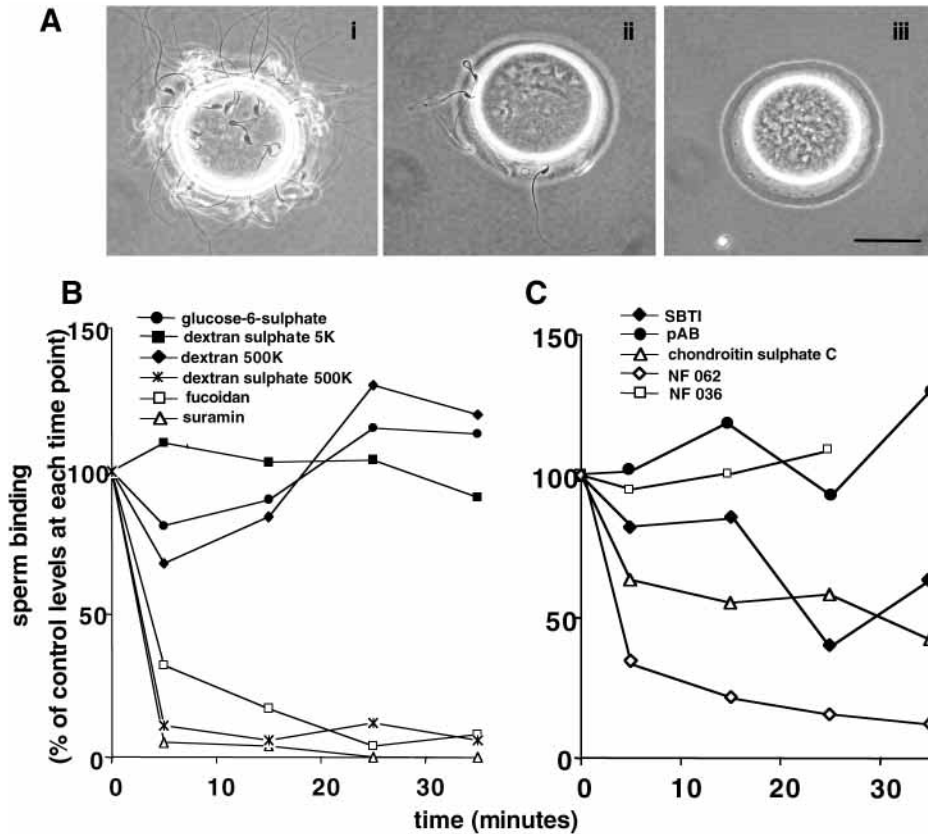 A
i
ii
iii
B
glucose-6-sulphate
dextran sulphate 5K
dextran 500K
dextran sulphate 500K
fucoidan
suramin
sperm binding
(% of control levels at each time point)
150
100
50
0
0 10 20 30
C
SBTI
pAB
chondroitin sulphate C
NF 062
NF 036
150
100
50
0
0 10 20 30
time (minutes)